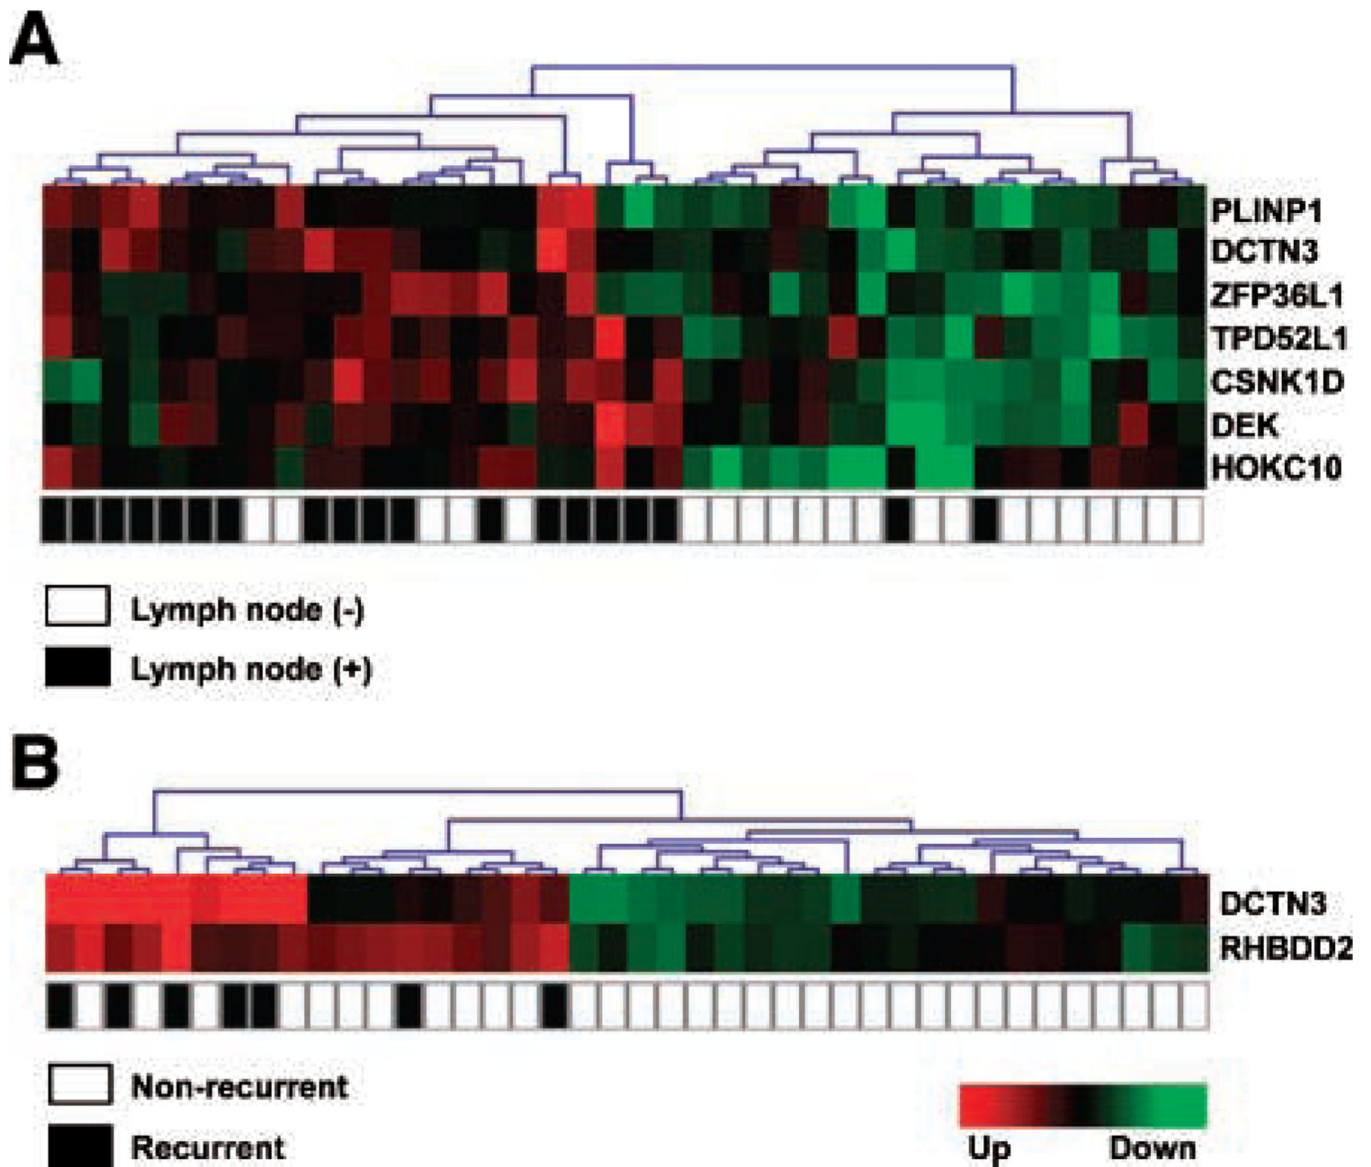 A
PLINP1
DCTN3
ZFP36L1
TPD52L1
CSNK1D
DEK
HOKC10
Lymph node (-)
Lymph node (+)
B
DCTN3
RHBDD2
Non-recurrent
Recurrent
Up Down